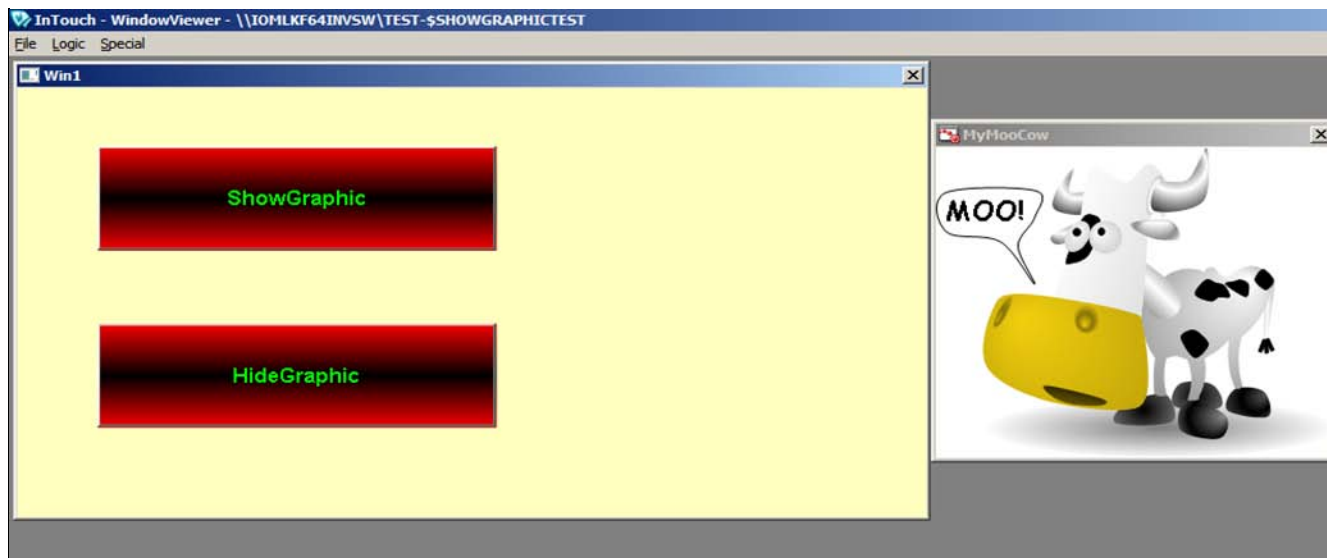 InTouch - WindowViewer - \\IOMLKF64INVSW\TEST-$SHOWGRAPHICTEST
File Logic Special
Win1
ShowGraphic
HideGraphic
MyMooCow
MOO!